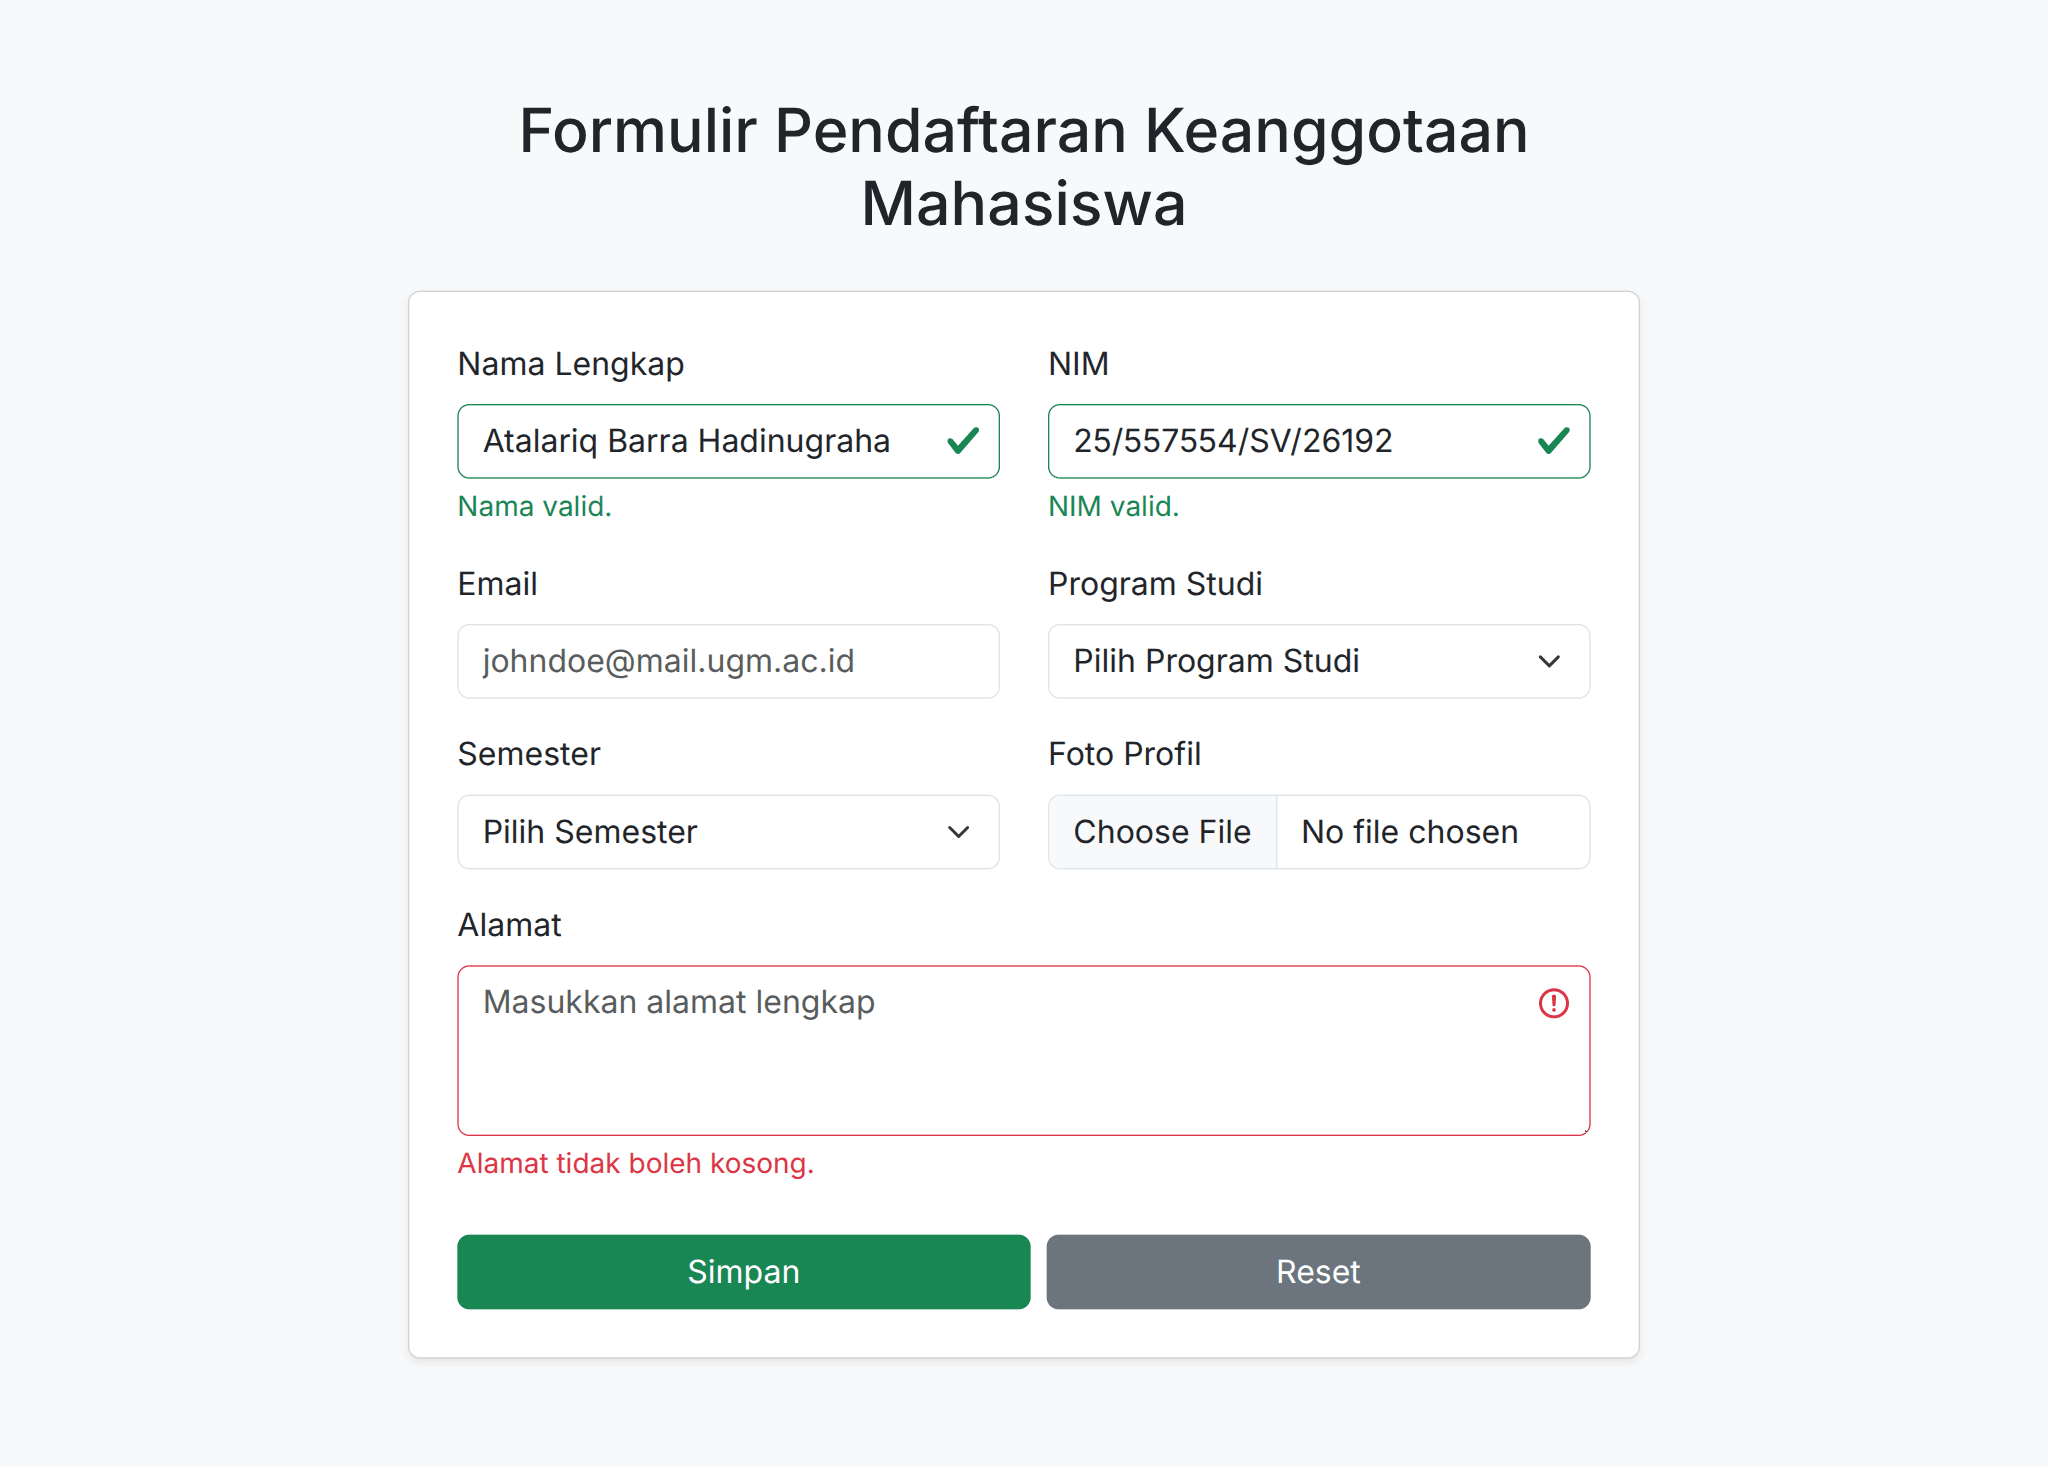 Formulir Pendaftaran Keanggotaan
Mahasiswa
Nama Lengkap
Atalariq Barra Hadinugraha
Nama valid.
NIM
25/557554/SV/26192
NIM valid.
Email
johndoe@mail.ugm.ac.id
Program Studi
Pilih Program Studi
Semester
Pilih Semester
Foto Profil
Choose File No file chosen
Alamat
Masukkan alamat lengkap
Alamat tidak boleh kosong.
Simpan
Reset